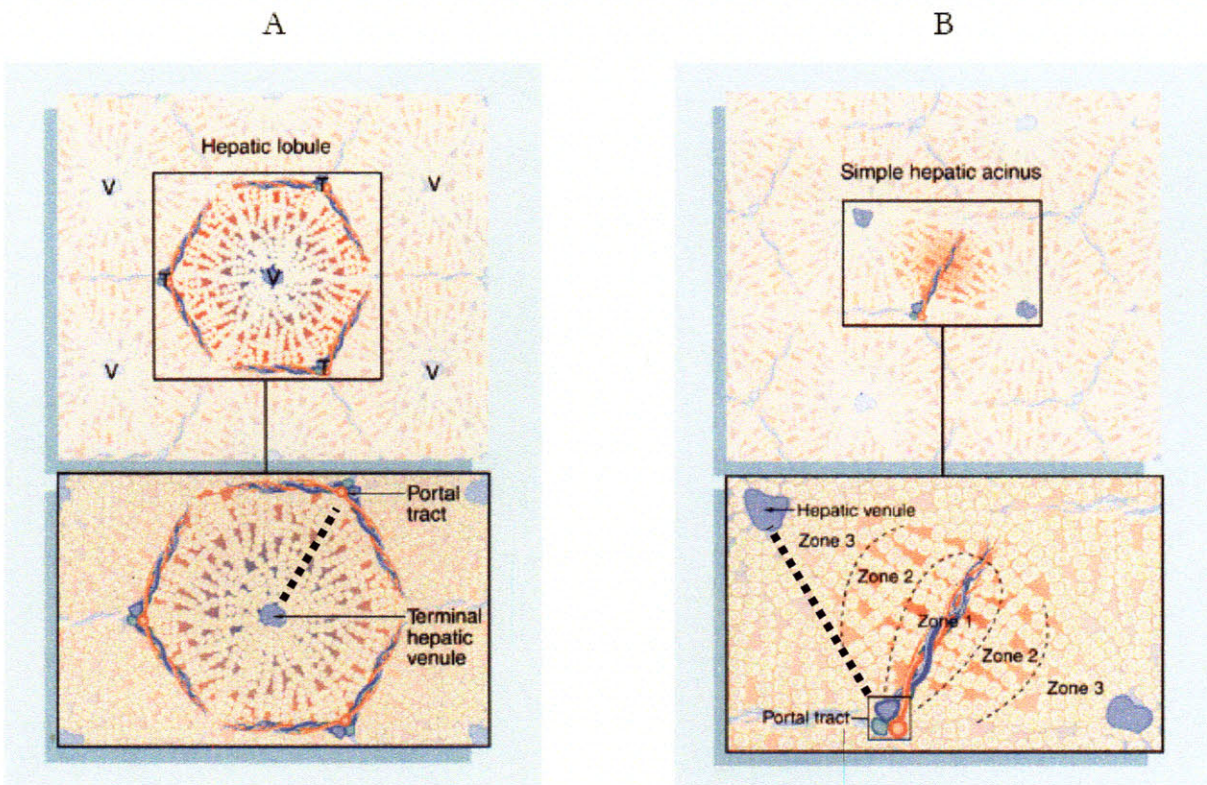 A
B
Hepatic lobule
V
T
V
T
V
V
T
V
Portal
tract
Terminal
hepatic
venule
Simple hepatic acinus
Hepatic venule
Zone 3
Zone 2
Zone 1
Zone 2
Zone 3
Portal tract